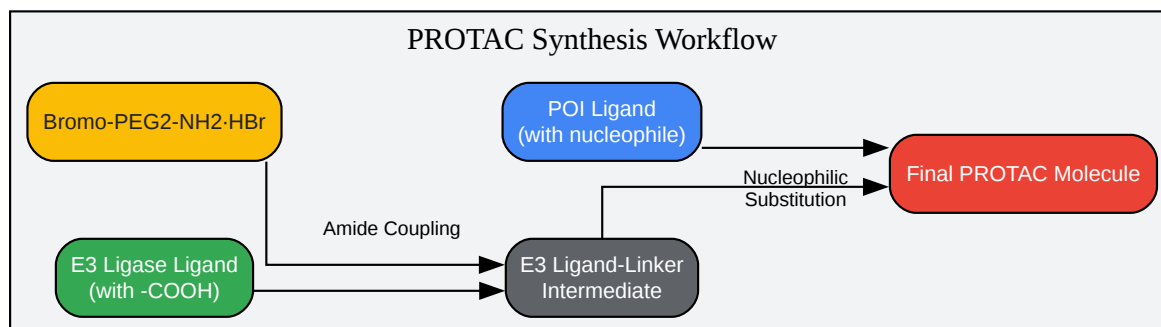 PROTAC Synthesis Workflow
Bromo-PEG2-NH2·HBr
POI Ligand
(with nucleophile)
Final PROTAC Molecule
Nucleophilic
Substitution
Amide Coupling
E3 Ligase Ligand
(with -COOH)
E3 Ligand-Linker
Intermediate